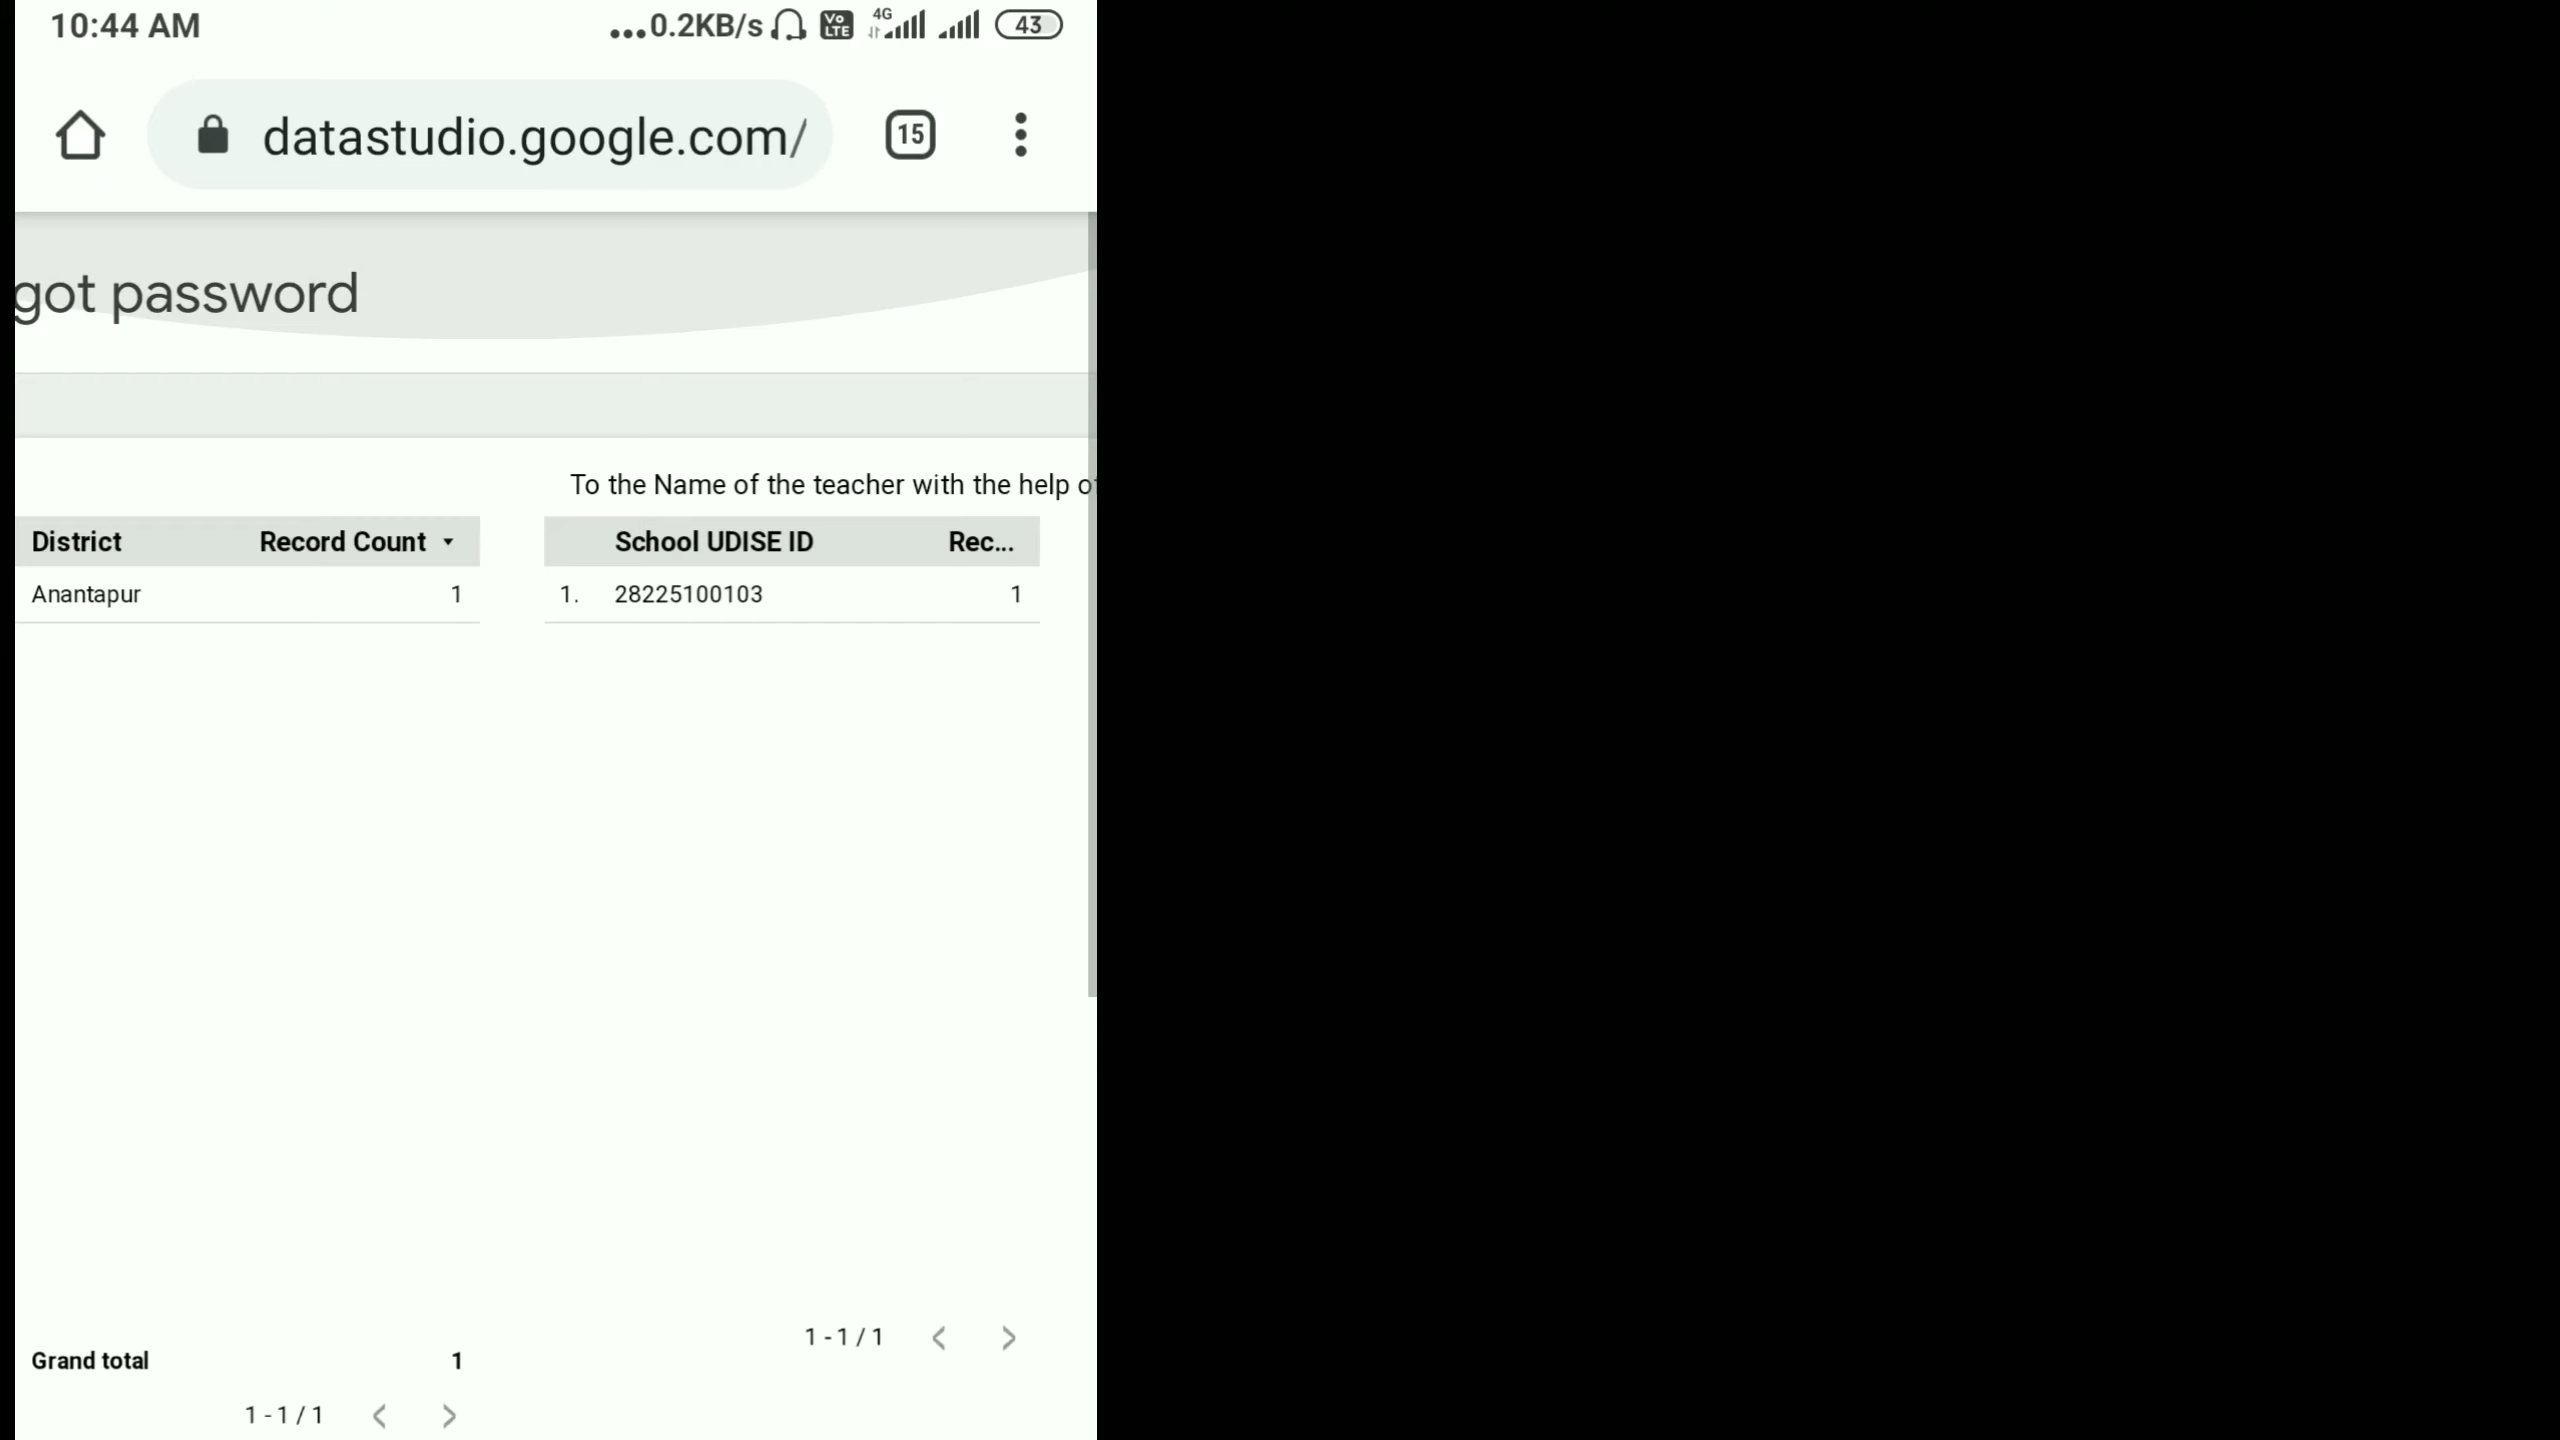 10:44 AM ...0.2KB/s Vo LTE 4G 43
datastudio.google.com/ 15
got password
To the Name of the teacher with the help
District Record Count
Anantapur 1
School UDISE ID Rec...
1. 28225100103 1
1 - 1 / 1
Grand total 1
1 - 1 / 1